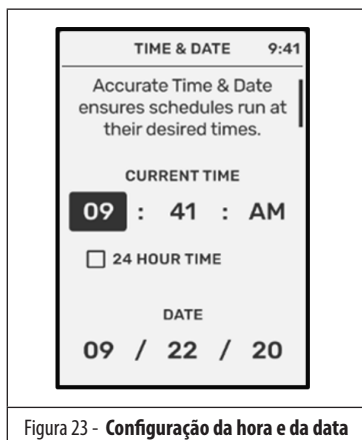 TIME & DATE 9:41
Accurate Time & Date
ensures schedules run at
their desired times.
CURRENT TIME
09 : 41 : AM
24 HOUR TIME
DATE
09 / 22 / 20
Figura 23 - Configuração da hora e da data